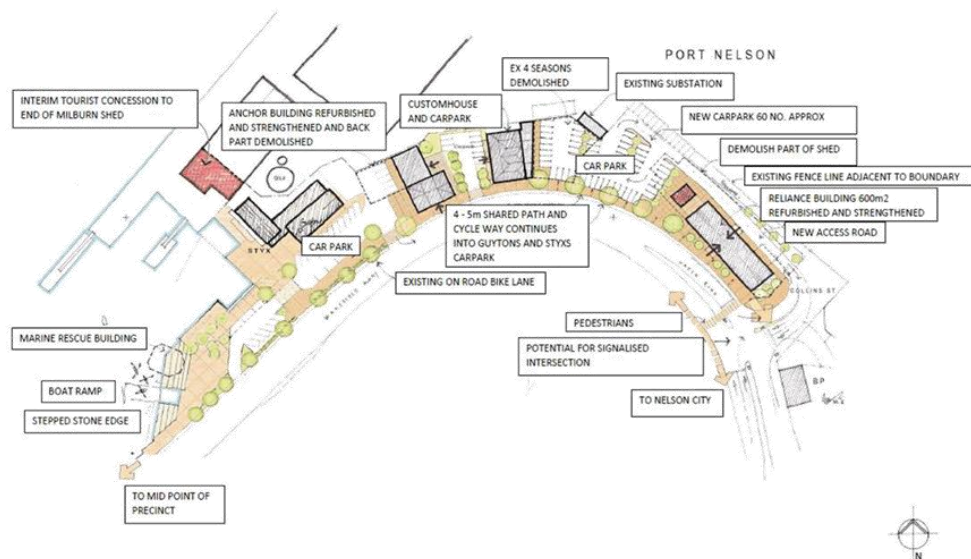 PORT NELSON
EX 4 SEASONS
DEMOLISHED
EXISTING SUBSTATION
INTERIM TOURIST CONCESSION TO
END OF MILBURN SHED
ANCHOR BUILDING REFURBISHED
AND STRENGTHENED AND BACK
PART DEMOLISHED
CUSTOMHOUSE
AND CARPARK
NEW CARPARK 60 NO. APPROX
DEMOLISH PART OF SHED
CAR PARK
EXISTING FENCE LINE ADJACENT TO BOUNDARY
RELIANCE BUILDING 600m2
REFURBISHED AND STRENGTHENED
NEW ACCESS ROAD
4 - 5m SHARED PATH AND
CYCLE WAY CONTINUES
INTO GUYTONS AND STYXS
CARPARK
STYX
CAR PARK
EXISTING ON ROAD BIKE LANE
WAKEFIELD QUAY
COLLINS ST
MARINE RESCUE BUILDING
PEDESTRIANS
POTENTIAL FOR SIGNALISED
INTERSECTION
BOAT RAMP
BP
TO NELSON CITY
STEPPED STONE EDGE
TO MID POINT OF
PRECINCT
N